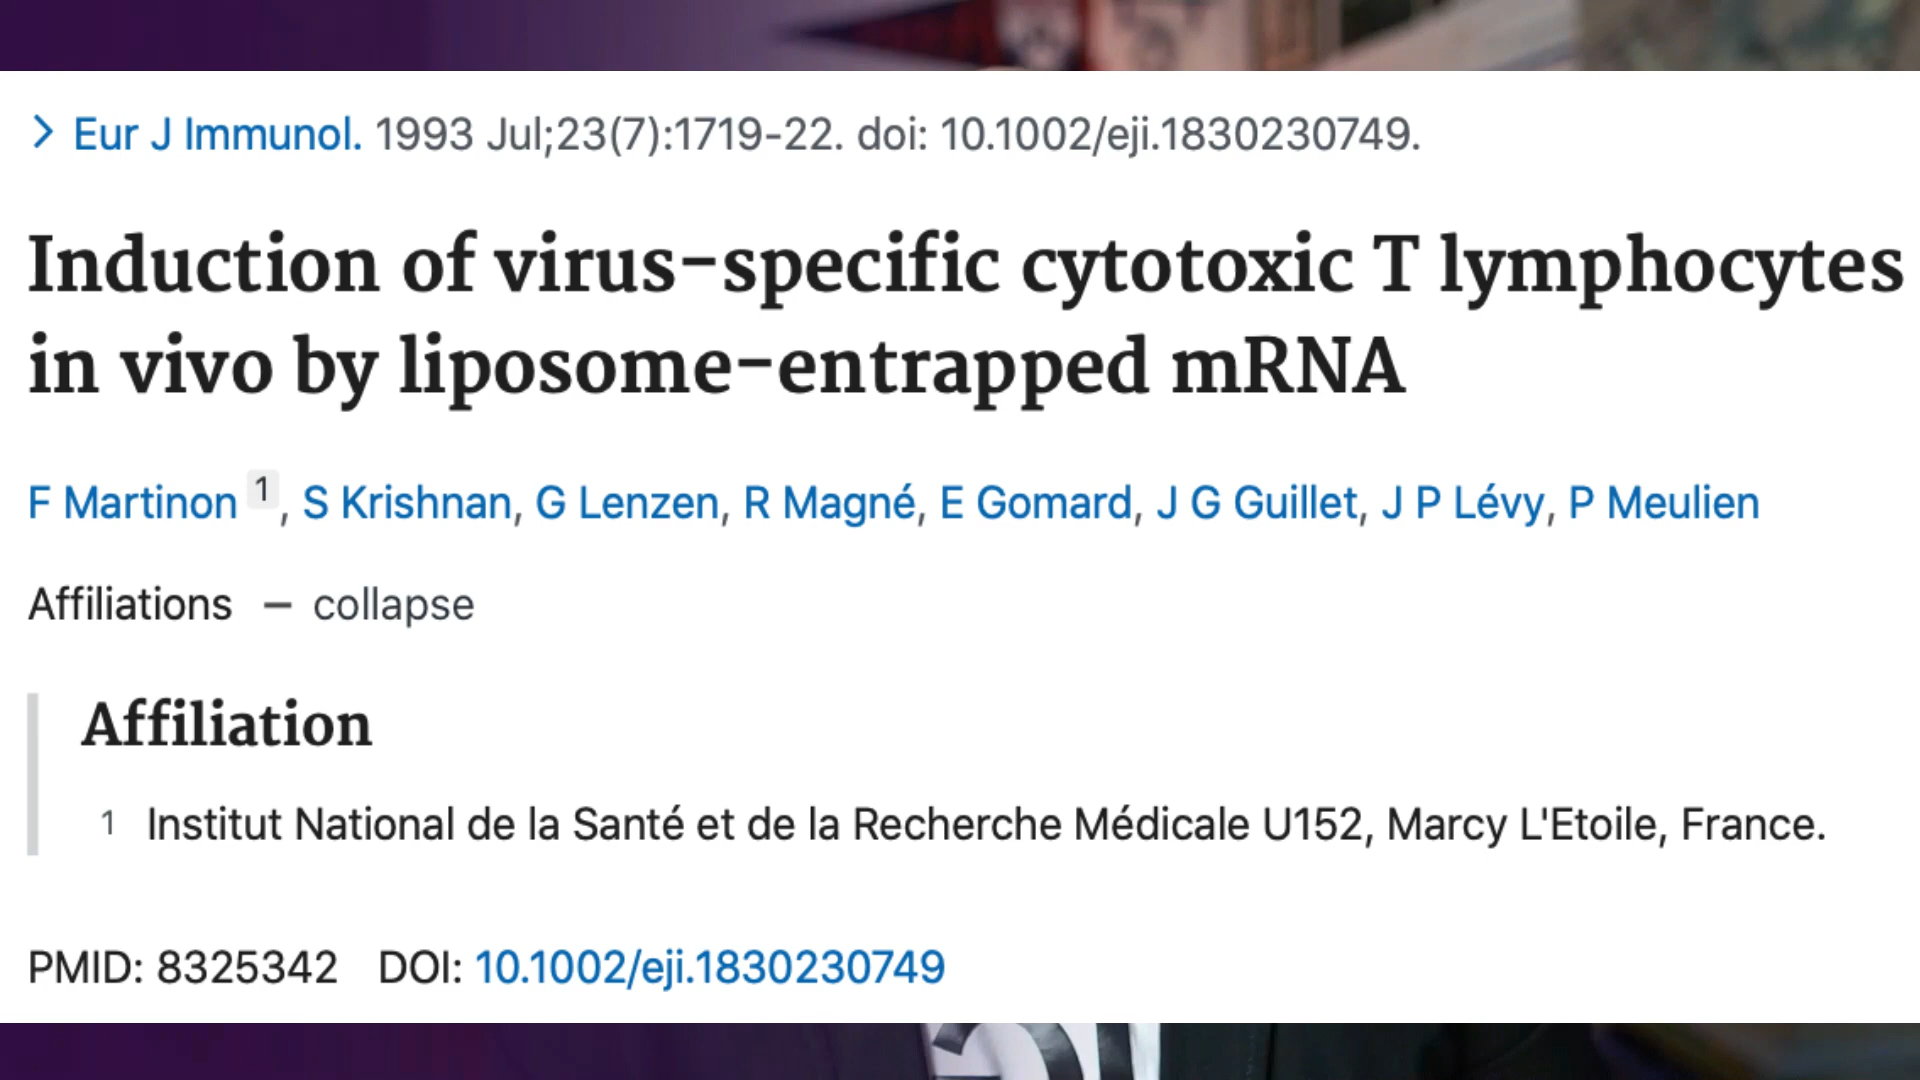 > Eur J Immunol. 1993 Jul;23(7):1719-22. doi: 10.1002/eji.1830230749.
Induction of virus-specific cytotoxic T lymphocytes
in vivo by liposome-entrapped mRNA
F Martinon 1, S Krishnan, G Lenzen, R Magné, E Gomard, J G Guillet, J P Lévy, P Meulien
Affiliations – collapse
Affiliation
1 Institut National de la Santé et de la Recherche Médicale U152, Marcy L'Etoile, France.
PMID: 8325342 DOI: 10.1002/eji.1830230749